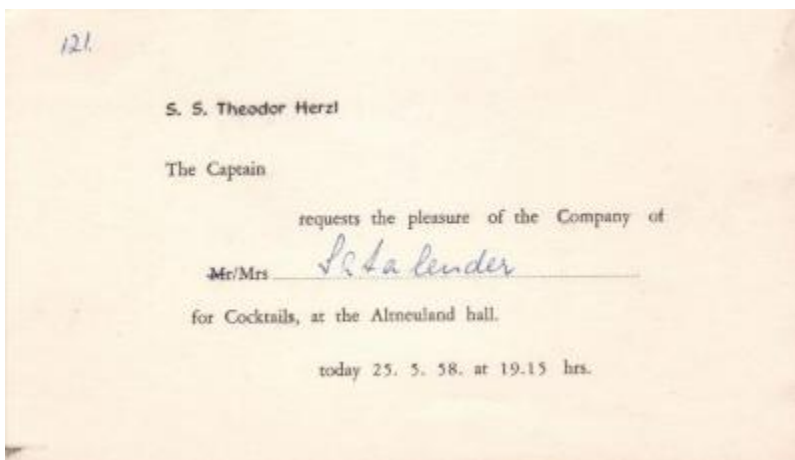 121.
S. S. Theodor Herzl
The Captain
requests the pleasure of the Company of
Mr/Mrs
for Cocktails, at the Altneuland hall.
today 25. 5. 58. at 19.15 hrs.